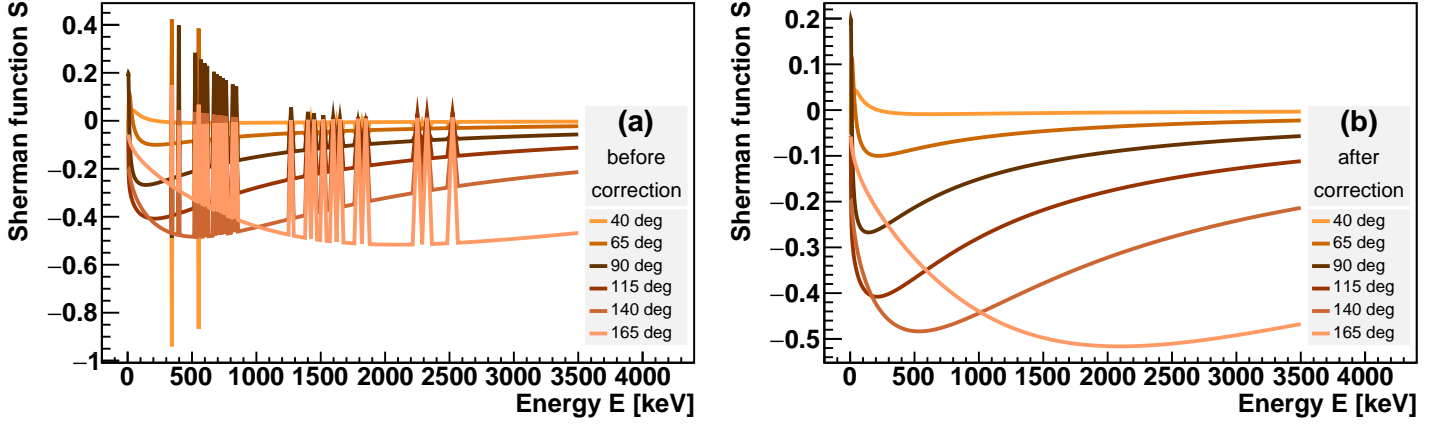 Sherman function S
0.4
0.2
0
−0.2
−0.4
−0.6
−0.8
−1
0 500 1000 1500 2000 2500 3000 3500 4000
Energy E [keV]
(a)
before
correction
40 deg
65 deg
90 deg
115 deg
140 deg
165 deg
Sherman function S
0.2
0.1
0
−0.1
−0.2
−0.3
−0.4
−0.5
0 500 1000 1500 2000 2500 3000 3500 4000
Energy E [keV]
(b)
after
correction
40 deg
65 deg
90 deg
115 deg
140 deg
165 deg